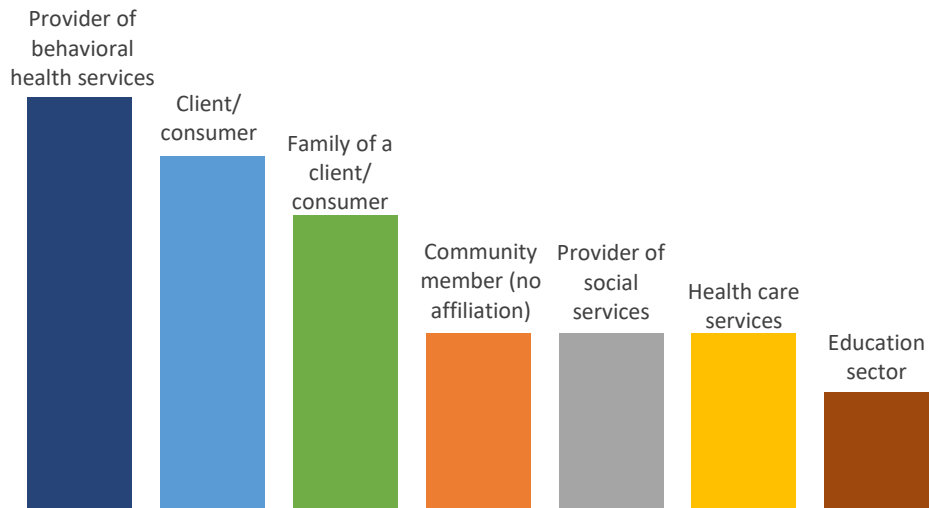 Provider of
behavioral
health services
Client/
consumer
Family of a
client/
consumer
Community
member (no
affiliation)
Provider of
social
services
Health care
services
Education
sector